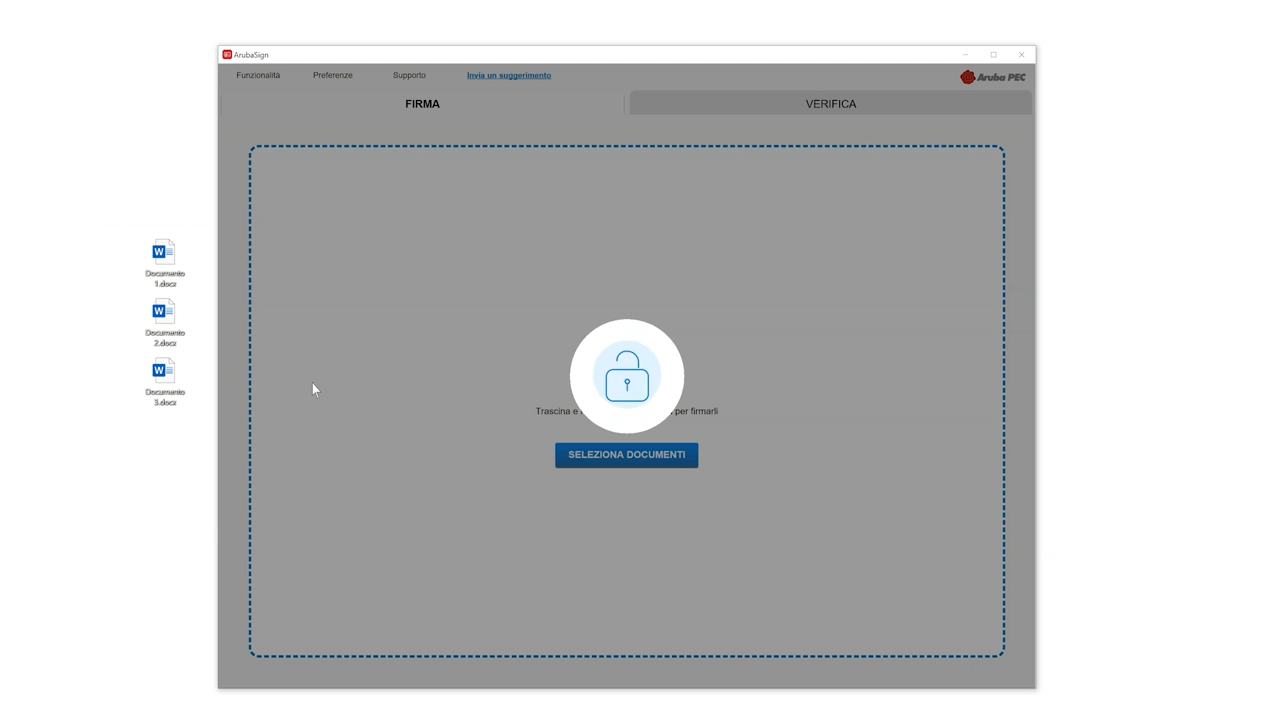 ArubaSign
Funzionalità Preferenze Supporto Invia un suggerimento
Aruba PEC
FIRMA VERIFICA
Documento
1.docx
Documento
2.docx
Documento
3.docx
Trascina e per firmarli
SELEZIONA DOCUMENTI